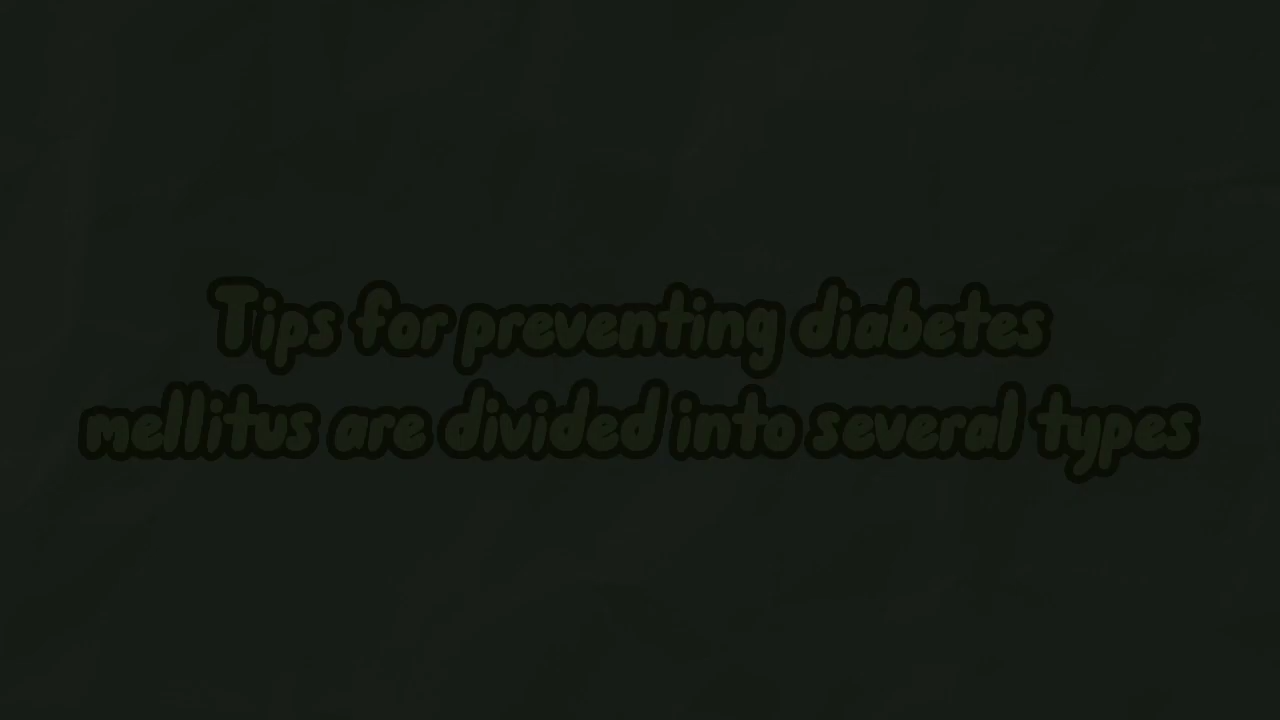 Tips for preventing diabetes
mellitus are divided into several types